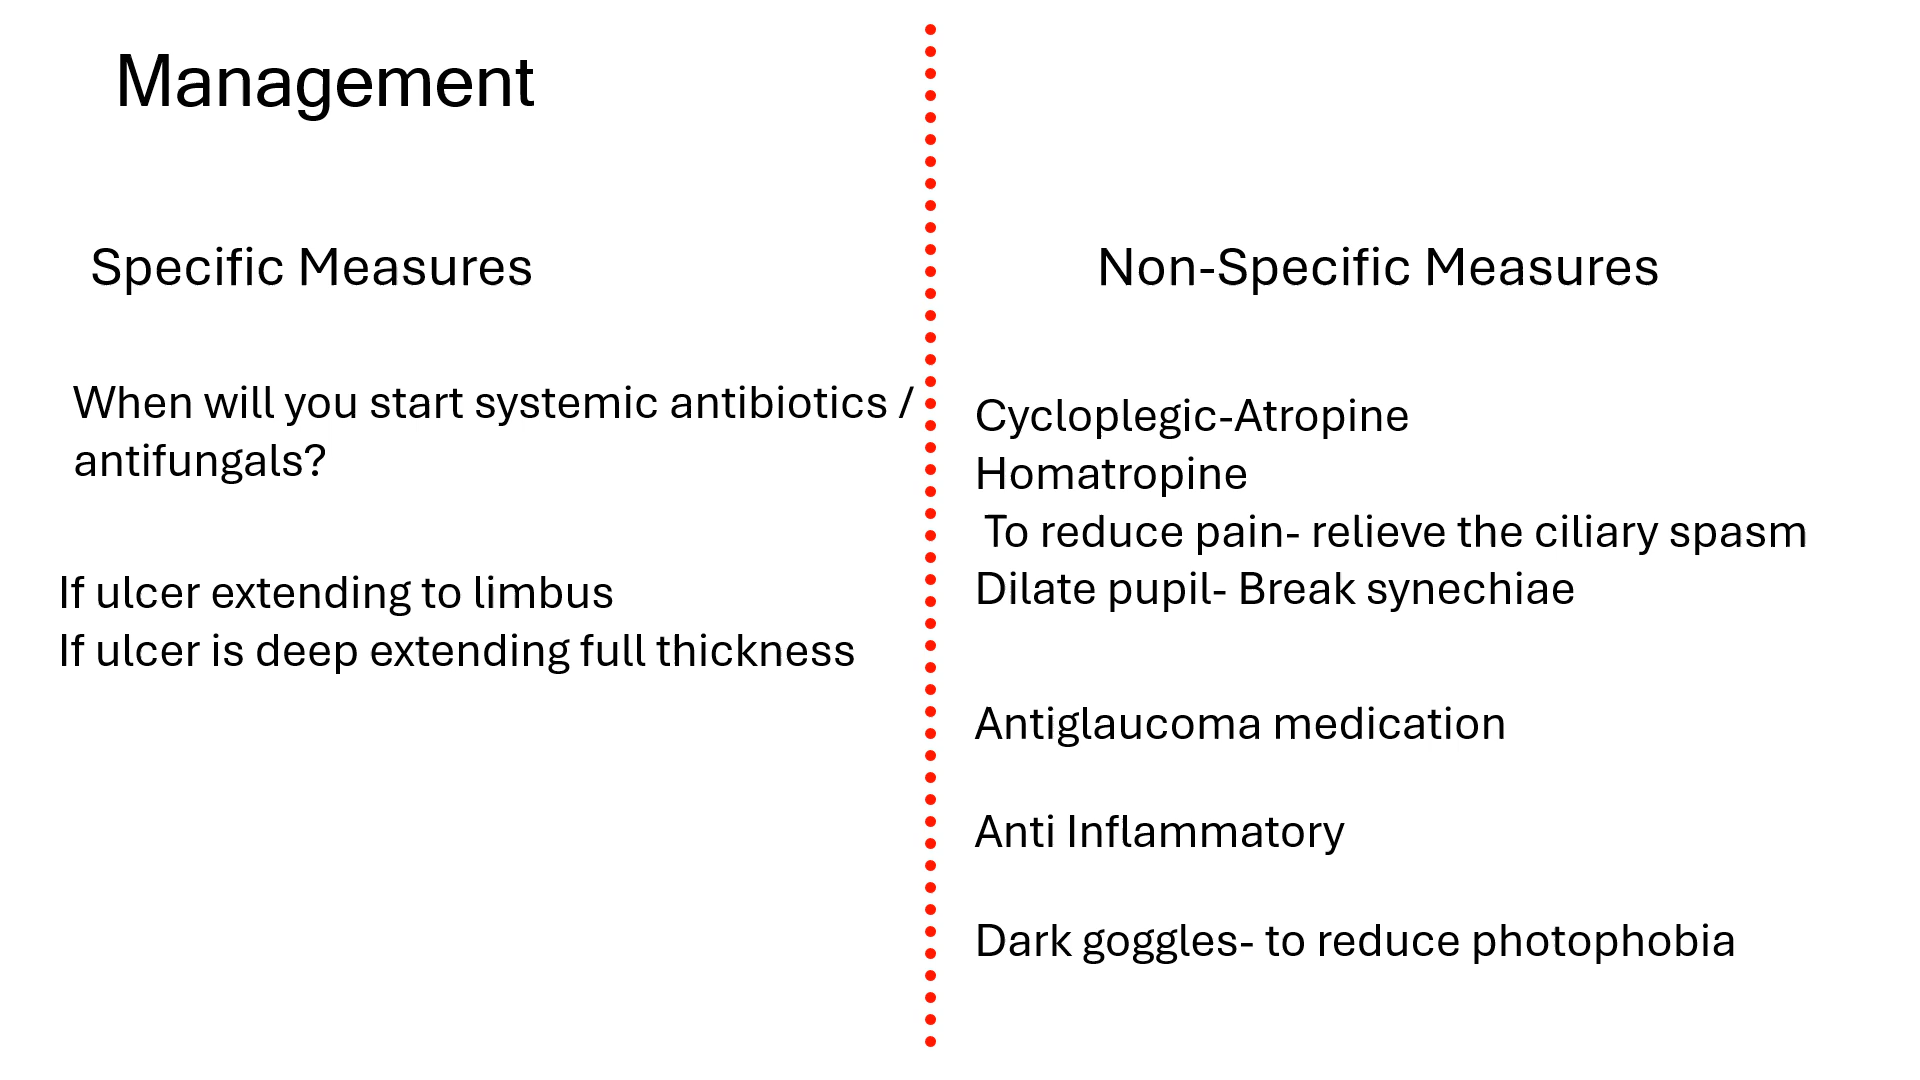 Management
Specific Measures
When will you start systemic antibiotics /
antifungals?
If ulcer extending to limbus
If ulcer is deep extending full thickness
Non-Specific Measures
Cycloplegic-Atropine
Homatropine
To reduce pain- relieve the ciliary spasm
Dilate pupil- Break synechiae
Antiglaucoma medication
Anti Inflammatory
Dark goggles- to reduce photophobia